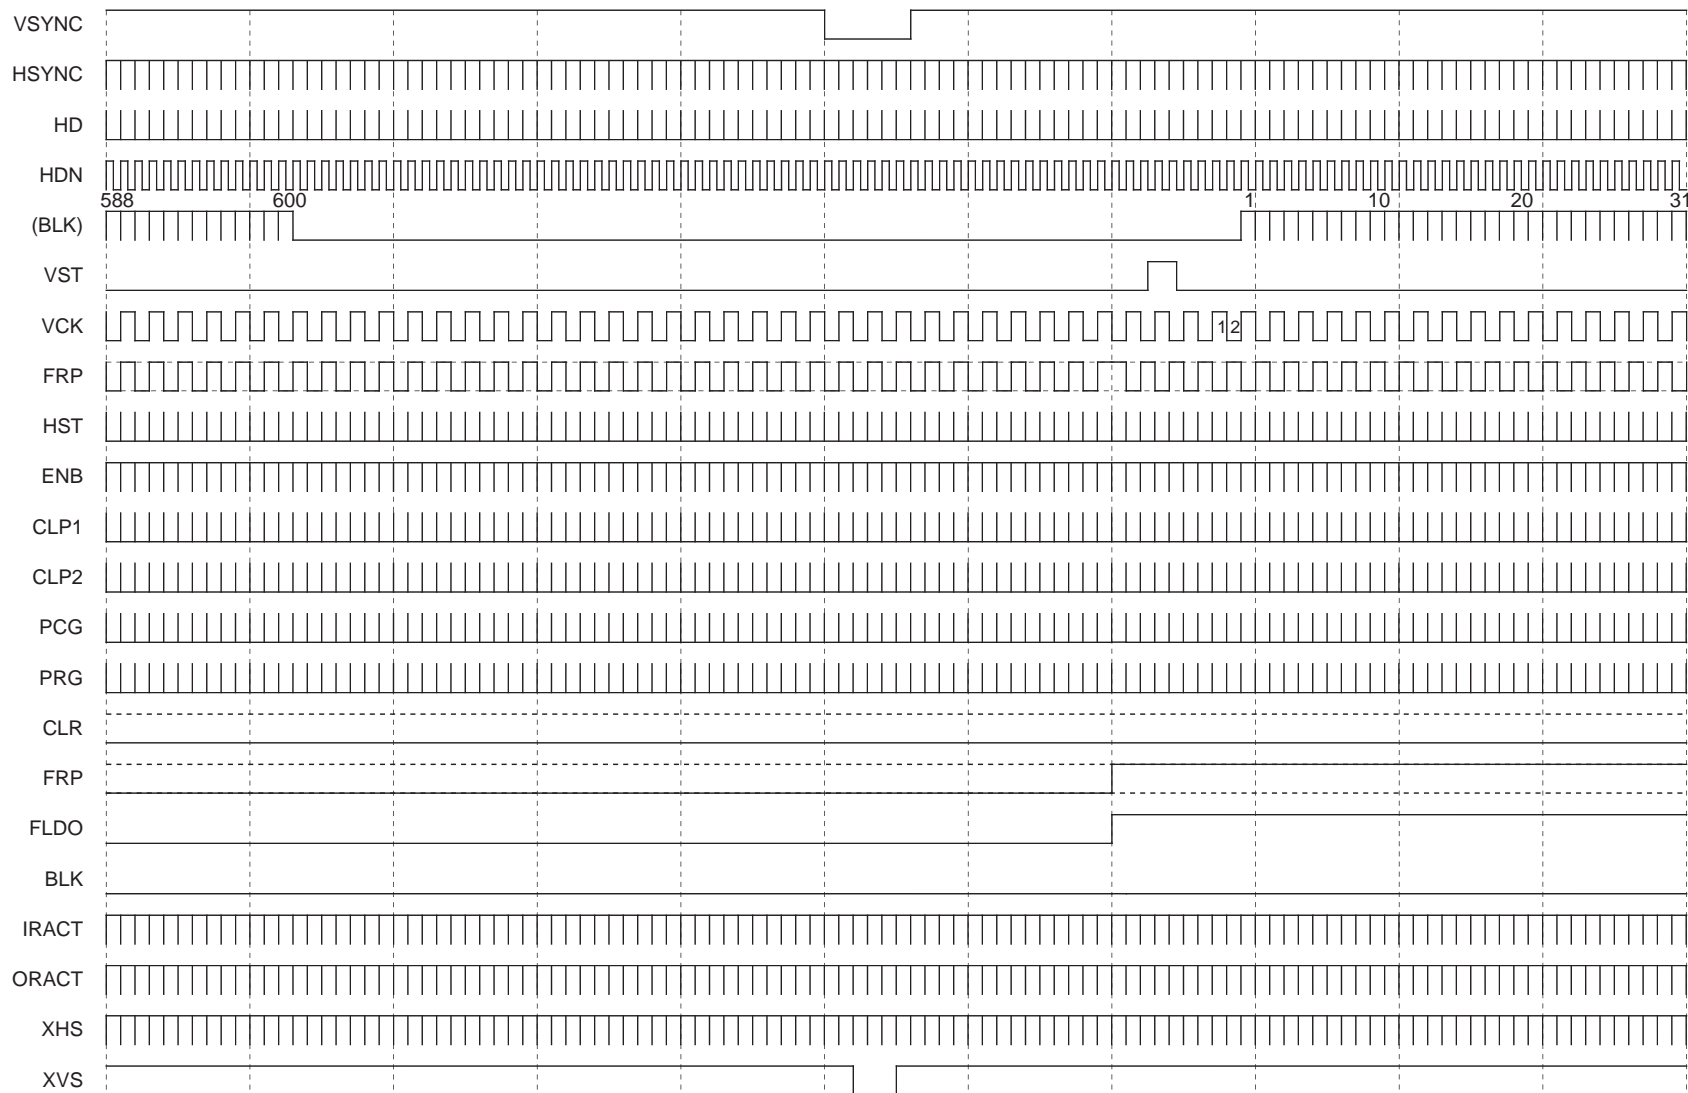 VSYNC
HSYNC
HD
HDN
588 600 1 10 20 31
(BLK)
VST
VCK 1 2
FRP
HST
ENB
CLP1
CLP2
PCG
PRG
CLR
FRP
FLDO
BLK
IRACT
ORACT
XHS
XVS